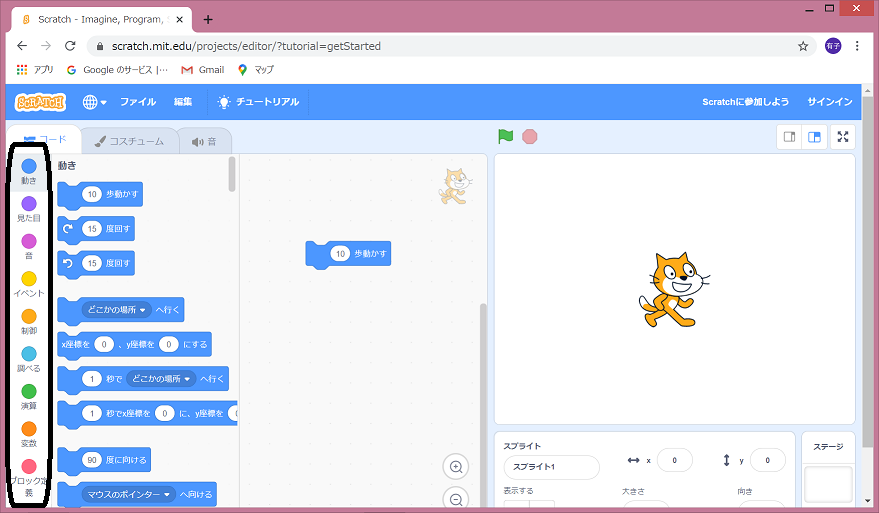 Scratch - Imagine, Program,
有子
scratch.mit.edu/projects/editor/?tutorial=getStarted
アプリ
Google のサービス |…
Gmail
マップ
SCRATCH
ファイル
編集
チュートリアル
Scratchに参加しよう
サインイン
コード
コスチューム
音
動き
見た目
音
イベント
制御
調べる
演算
変数
ブロック定
義
動き
10 歩動かす
15 度回す
15 度回す
どこかの場所 へ行く
x座標を 0 、y座標を 0 にする
1 秒で どこかの場所 へ行く
1 秒でx座標を 0 に、y座標を
90 度に向ける
マウスのポインター へ向ける
10 歩動かす
スプライト
スプライト1
x 0
y 0
表示する
大きさ
向き
ステージ